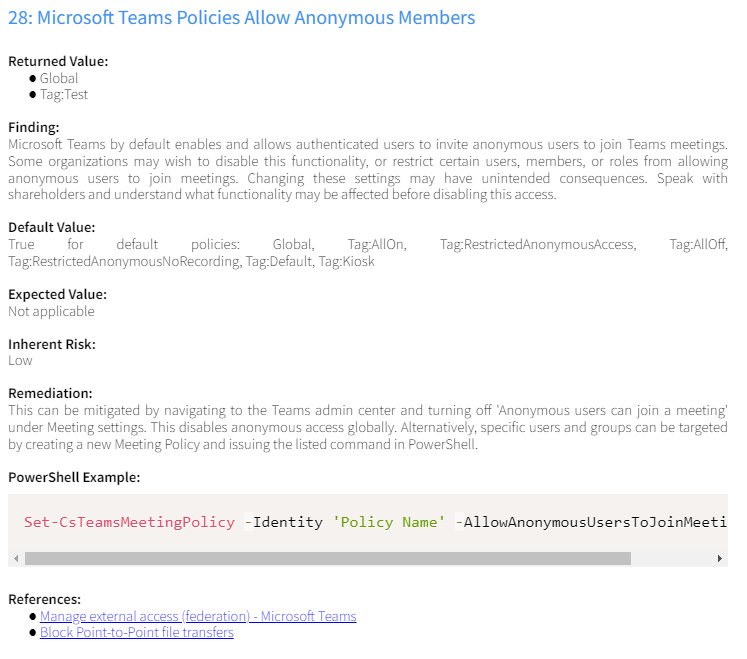 28: Microsoft Teams Policies Allow Anonymous Members
Returned Value:
● Global
● Tag:Test
Finding:
Microsoft Teams by default enables and allows authenticated users to invite anonymous users to join Teams meetings.
Some organizations may wish to disable this functionality, or restrict certain users, members, or roles from allowing
anonymous users to join meetings. Changing these settings may have unintended consequences. Speak with
shareholders and understand what functionality may be affected before disabling this access.
Default Value:
True for default policies: Global, Tag:AllOn, Tag:RestrictedAnonymousAccess, Tag:AllOff,
Tag:RestrictedAnonymousNoRecording, Tag:Default, Tag:Kiosk
Expected Value:
Not applicable
Inherent Risk:
Low
Remediation:
This can be mitigated by navigating to the Teams admin center and turning off 'Anonymous users can join a meeting'
under Meeting settings. This disables anonymous access globally. Alternatively, specific users and groups can be targeted
by creating a new Meeting Policy and issuing the listed command in PowerShell.
PowerShell Example:
Set-CsTeamsMeetingPolicy -Identity 'Policy Name' -AllowAnonymousUsersToJoinMeeti
References:
● Manage external access (federation) - Microsoft Teams
● Block Point-to-Point file transfers